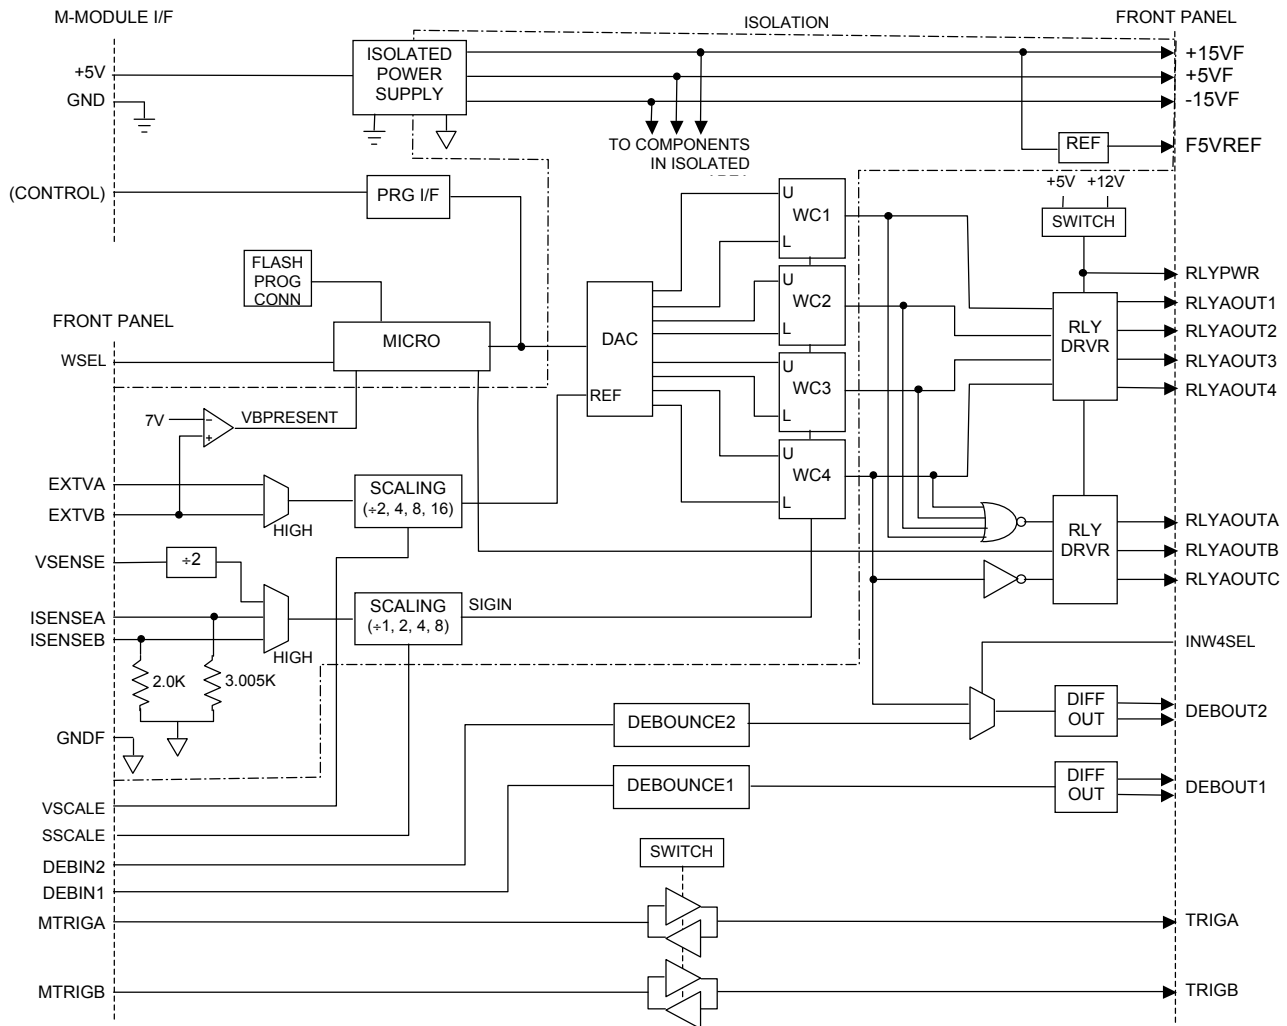 M-MODULE I/F
ISOLATION
FRONT PANEL
+5V
GND
ISOLATED
POWER
SUPPLY
+15VF
+5VF
-15VF
TO COMPONENTS
IN ISOLATED
REF
F5VREF
(CONTROL)
PRG I/F
+5V
+12V
SWITCH
FLASH
PROG
CONN
U
WC1
L
RLYPWR
FRONT PANEL
WSEL
MICRO
DAC
REF
U
WC2
L
RLY
DRVR
RLYAOUT1
RLYAOUT2
RLYAOUT3
RLYAOUT4
U
WC3
L
7V
−
+
VBPRESENT
U
WC4
L
EXTVA
EXTVB
HIGH
SCALING
(÷2, 4, 8, 16)
RLY
DRVR
RLYAOUTA
RLYAOUTB
RLYAOUTC
VSENSE
÷2
ISENSEA
ISENSEB
HIGH
SCALING
(÷1, 2, 4, 8)
SIGIN
2.0K
3.005K
INW4SEL
GNDF
DEBOUNCE2
DIFF
OUT
DEBOUT2
DEBOUNCE1
DIFF
OUT
DEBOUT1
VSCALE
SSCALE
DEBIN2
DEBIN1
SWITCH
MTRIGA
TRIGA
MTRIGB
TRIGB